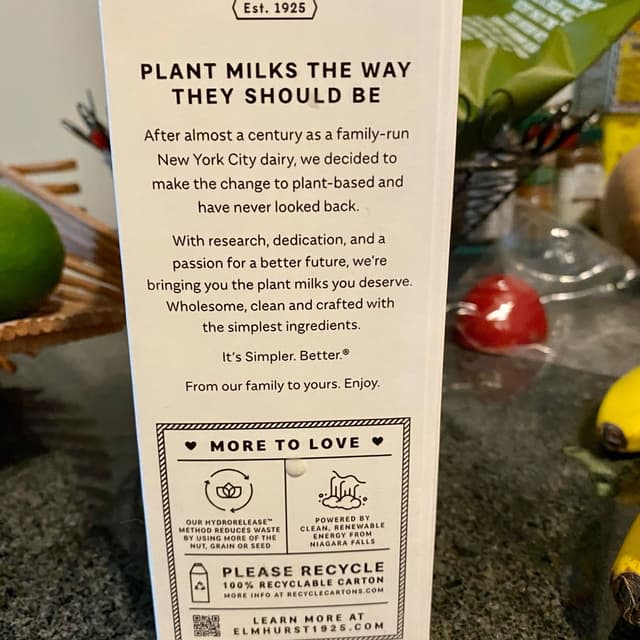 Est. 1925
PLANT MILKS THE WAY
THEY SHOULD BE
After almost a century as a family-run
New York City dairy, we decided to
make the change to plant-based and
have never looked back.
With research, dedication, and a
passion for a better future, we're
bringing you the plant milks you deserve.
Wholesome, clean and crafted with
the simplest ingredients.
It's Simpler. Better.®
From our family to yours. Enjoy.
♥ MORE TO LOVE ♥
OUR HYDRORELEASE™
METHOD REDUCES WASTE
BY USING MORE OF THE
NUT, GRAIN OR SEED
POWERED BY
CLEAN, RENEWABLE
ENERGY FROM
NIAGARA FALLS
PLEASE RECYCLE
100% RECYCLABLE CARTON
MORE INFO AT RECYCLECARTONS.COM
LEARN MORE AT
ELMHURST1925.COM